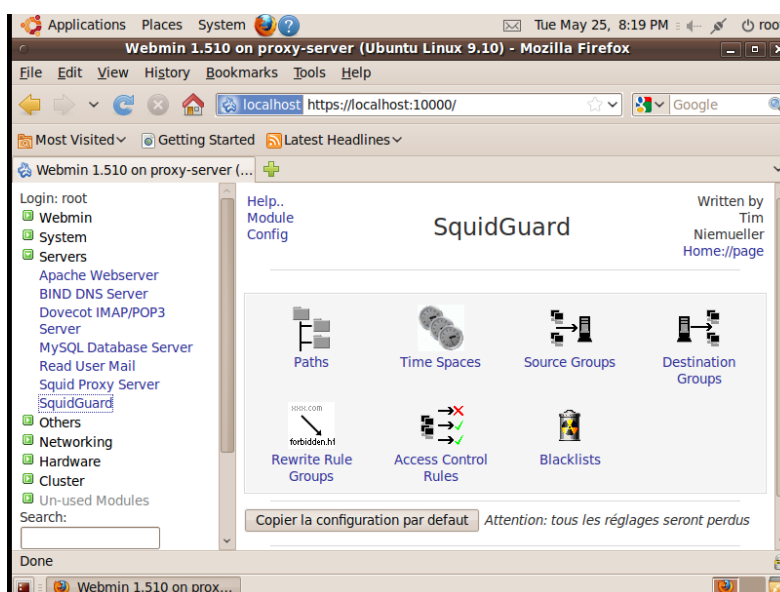 Applications Places System
Tue May 25, 8:19 PM
Webmin 1.510 on proxy-server (Ubuntu Linux 9.10) - Mozilla Firefox
File Edit View History Bookmarks Tools Help
localhost https://localhost:10000/
Google
Most Visited
Getting Started
Latest Headlines
Webmin 1.510 on proxy-server (...
Login: root
Webmin
System
Servers
Apache Webserver
BIND DNS Server
Dovecot IMAP/POP3
Server
MySQL Database Server
Read User Mail
Squid Proxy Server
SquidGuard
Others
Networking
Hardware
Cluster
Un-used Modules
Search:
Help..
Module
Config
SquidGuard
Written by
Tim
Niemueller
Home://page
Paths
Time Spaces
Source Groups
Destination
Groups
xxx.com
forbidden.ht
Rewrite Rule
Groups
Access Control
Rules
Blacklists
Copier la configuration par defaut
Attention: tous les réglages seront perdus
Done
Webmin 1.510 on prox...